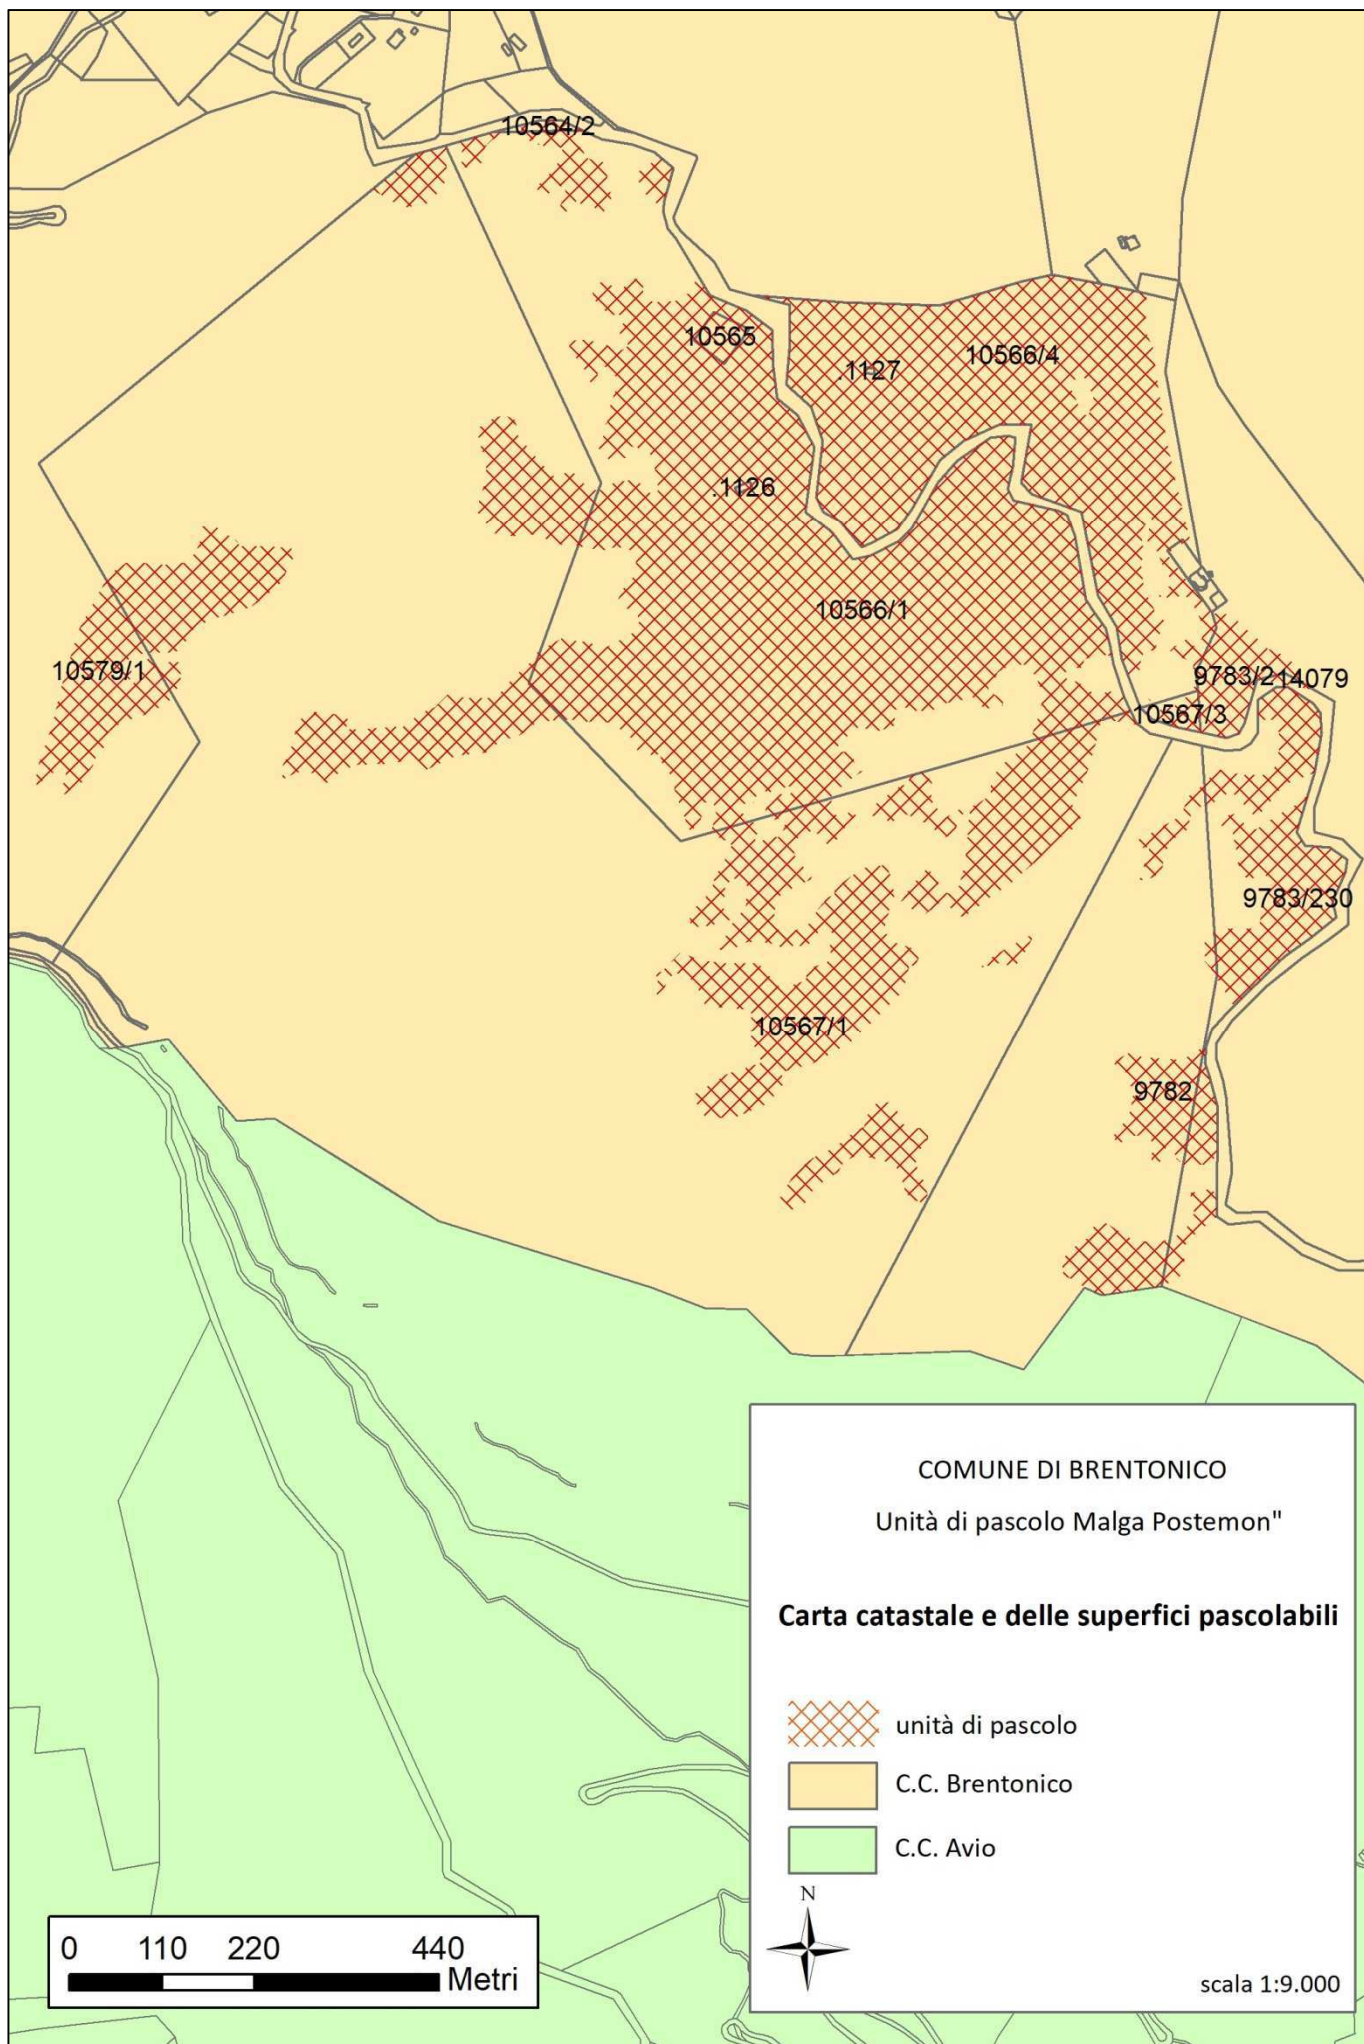 10564/2
10565
.1127
10566/4
.1126
10566/1
10579/1
9783/2
14079
10567/3
9783/230
10567/1
9782
COMUNE DI BRENTONICO
Unità di pascolo Malga Postemon"
Carta catastale e delle superfici pascolabili
unità di pascolo
C.C. Brentonico
C.C. Avio
N
scala 1:9.000
0 110 220 440
Metri